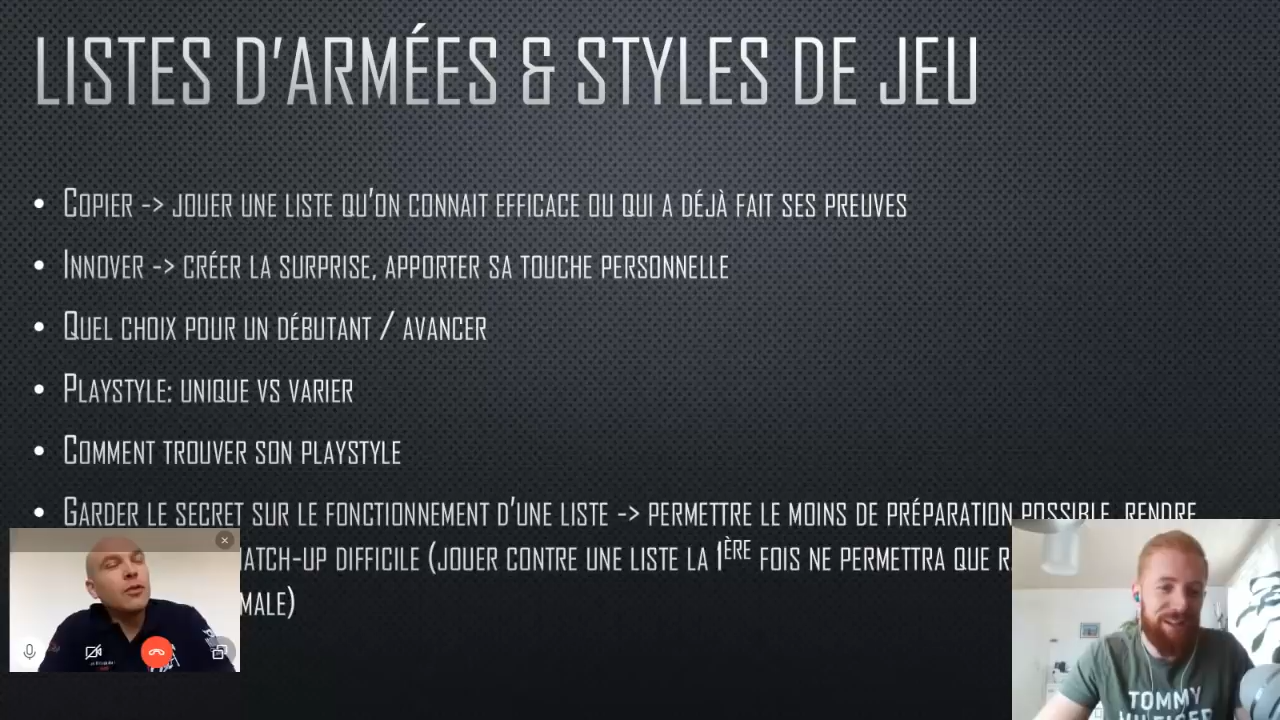 LISTES D'ARMÉES & STYLES DE JEU
• COPIER -> JOUER UNE LISTE QU'ON CONNAIT EFFICACE OU QUI A DÉJÀ FAIT SES PREUVES
• INNOVER -> CRÉER LA SURPRISE, APPORTER SA TOUCHE PERSONNELLE
• QUEL CHOIX POUR UN DÉBUTANT / AVANCER
• PLAYSTYLE: UNIQUE VS VARIER
• COMMENT TROUVER SON PLAYSTYLE
• GARDER LE SECRET SUR LE FONCTIONNEMENT D'UNE LISTE -> PERMETTRE LE MOINS DE PRÉPARATION POSSIBLE, RENDRE
MATCH-UP DIFFICILE (JOUER CONTRE UNE LISTE LA 1ÈRE FOIS NE PERMETTRA QUE
TOMMY